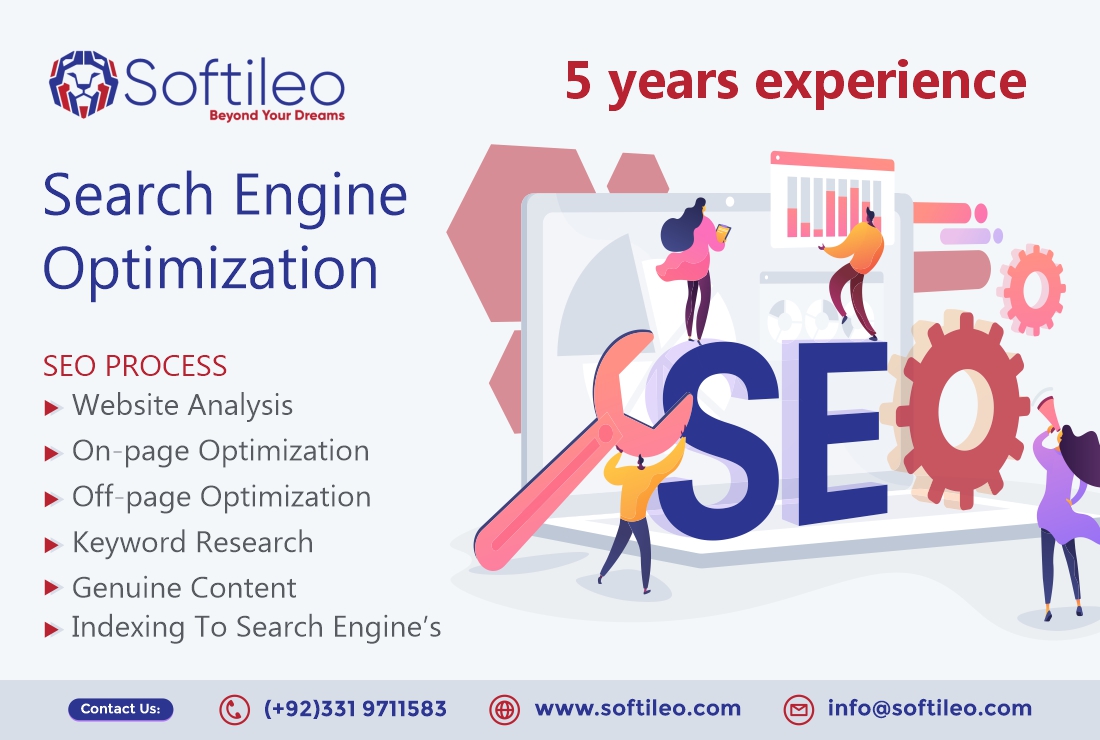 Softileo
Beyond Your Dreams
5 years experience
Search Engine
Optimization
SEO PROCESS
Website Analysis
On-page Optimization
Off-page Optimization
Keyword Research
Genuine Content
Indexing To Search Engine’s
SEO
Contact Us:
(+92)331 9711583
www.softileo.com
info@softileo.com